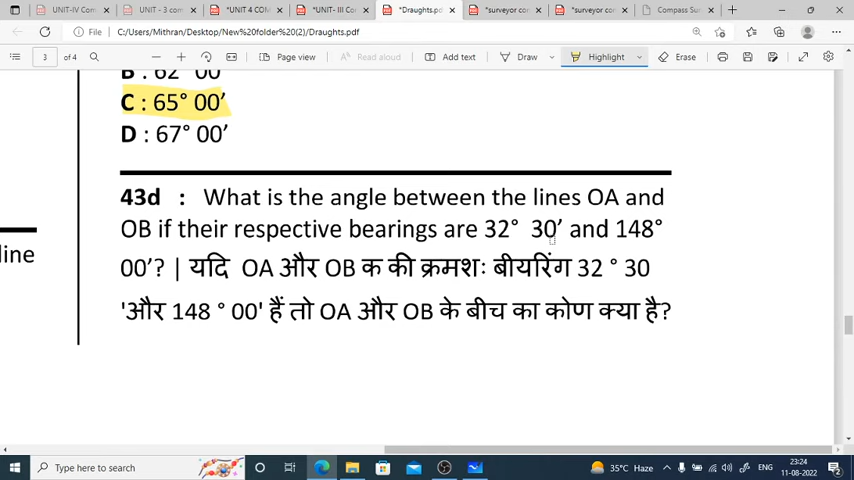 UNIT-IV Com
UNIT - 3 com
*UNIT 4 COM
*UNIT- III Co
*Draughts.pd
*surveyor co
*surveyor co
Compass Sur
File
C:/Users/Mithran/Desktop/New%20folder%20(2)/Draughts.pdf
3 of 4
Page view
Read aloud
Add text
Draw
Highlight
Erase
B : 62° 00'
C : 65° 00’
D : 67° 00’
43d : What is the angle between the lines OA and
line
OB if their respective bearings are 32° 30’ and 148°
00’? | यदि OA और OB क की क्रमशः बीयरिंग 32 ° 30
'और 148 ° 00' हैं तो OA और OB के बीच का कोण क्या है?
Type here to search
35°C Haze
ENG
23:24
11-08-2022
2